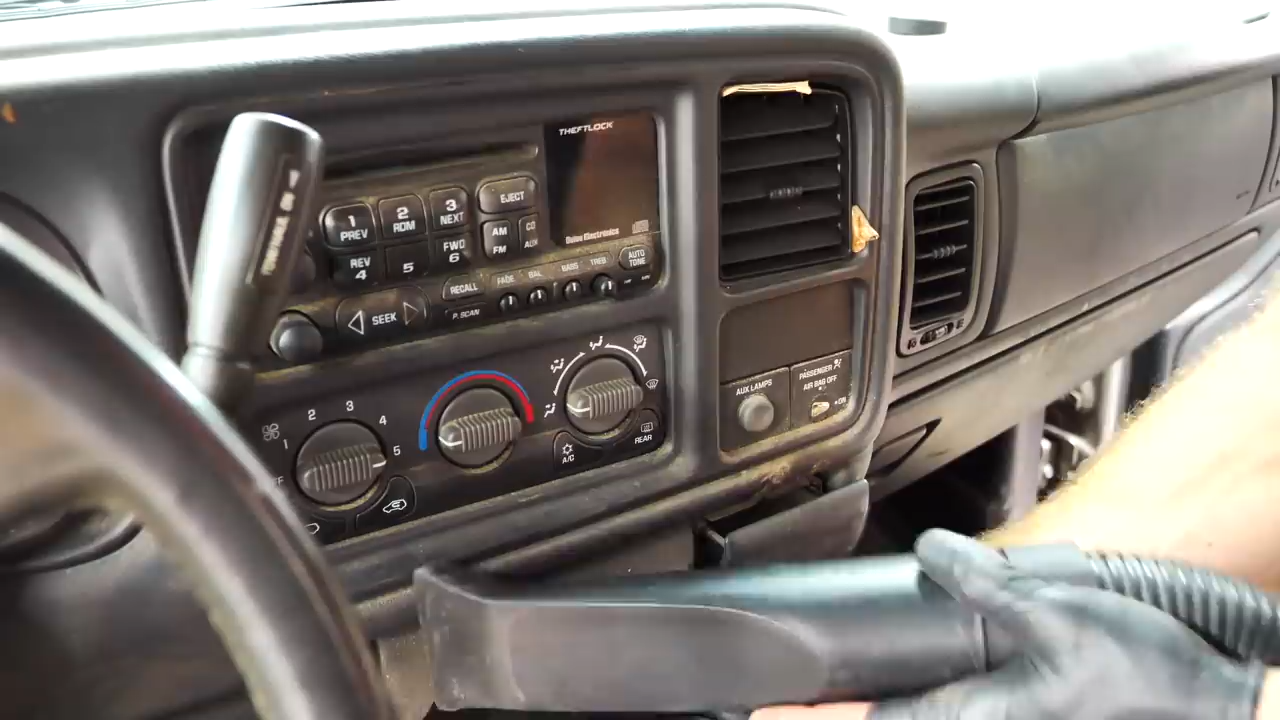 THEFTLOCK
1 PREV
2 RDM
3 NEXT
EJECT
REV 4
5
FWD 6
AM FM
CD AUX
Delco Electronics
SEEK
RECALL
FADE
BAL
BASS
TREB
AUTO TONE
P.SCAN
1
2
3
4
5
A/C
REAR
AUX LAMPS
PASSENGER
AIR BAG OFF
ON